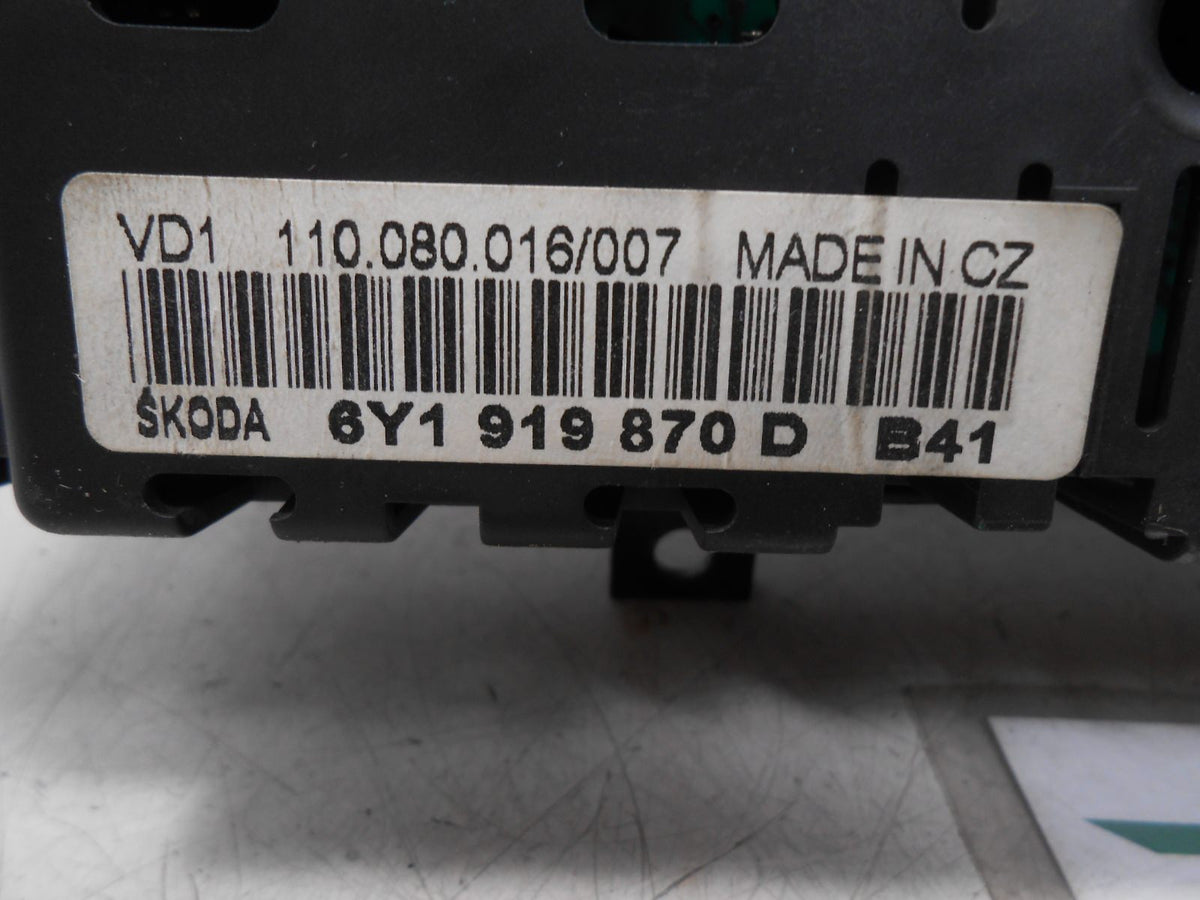 VD1 110.080.016/007 MADE IN CZ
ŠKODA 6Y1 919 870 D B41